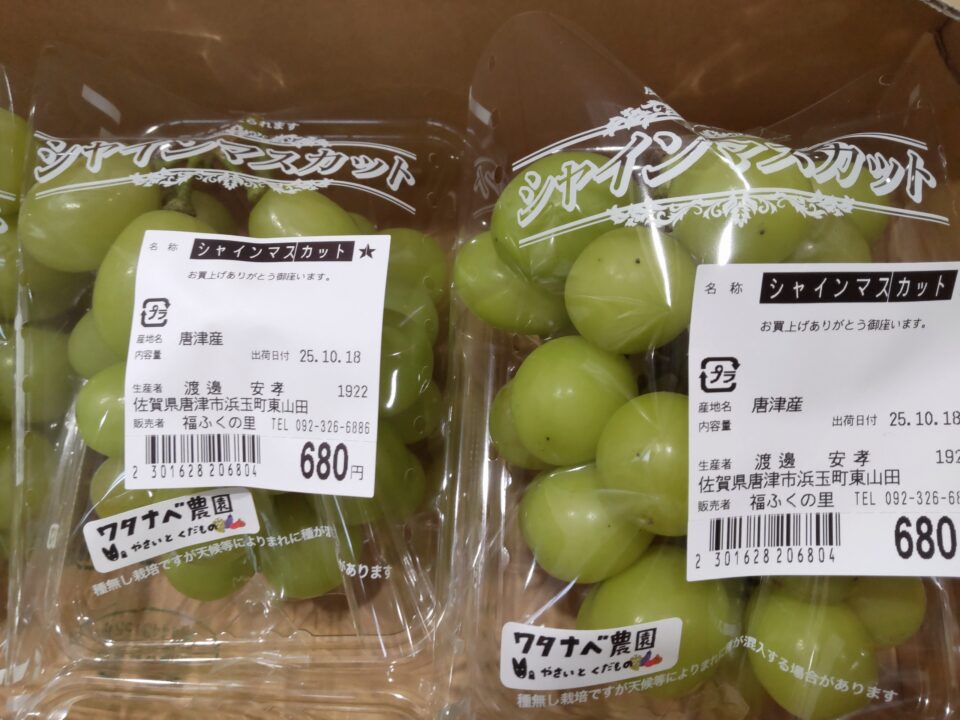 られます
シャインマスカット
名称 シャインマスカット ★
お買上げありがとう御座います。
プラ
産地名 唐津産
内容量 出荷日付 25.10.18
生産者 渡邊 安孝 1922
佐賀県唐津市浜玉町東山田
販売者 福ふくの里 TEL 092-326-6886
2 301628 206804
680円
ワタナベ農園
やさいとくだもの
種無し栽培ですが天候等によりまれに種が混
があります
シャインマスカット
名称 シャインマスカット
お買上げありがとう御座います。
プラ
産地名 唐津産
内容量 出荷日付 25.10.18
生産者 渡邊 安孝 192
佐賀県唐津市浜玉町東山田
販売者 福ふくの里 TEL 092-326-68
2 301628 206804
680
ワタナベ農園
やさいとくだもの
種無し栽培ですが天候等によりまれに種が混入する場合があります